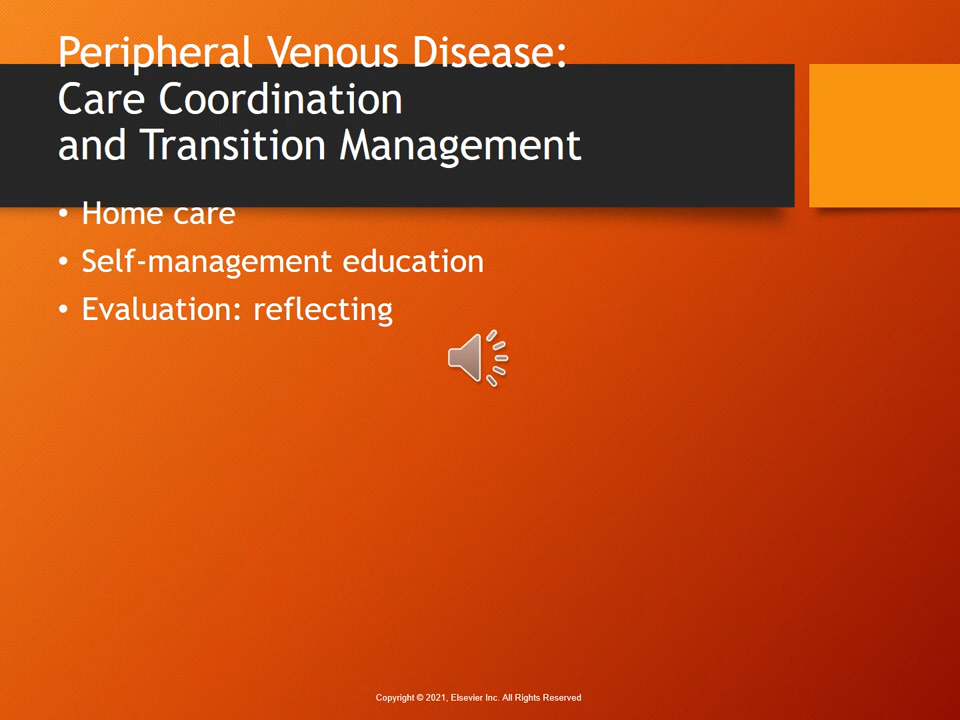 Peripheral Venous Disease:
Care Coordination
and Transition Management
• Home care
• Self-management education
• Evaluation: reflecting
Copyright © 2021, Elsevier Inc. All Rights Reserved